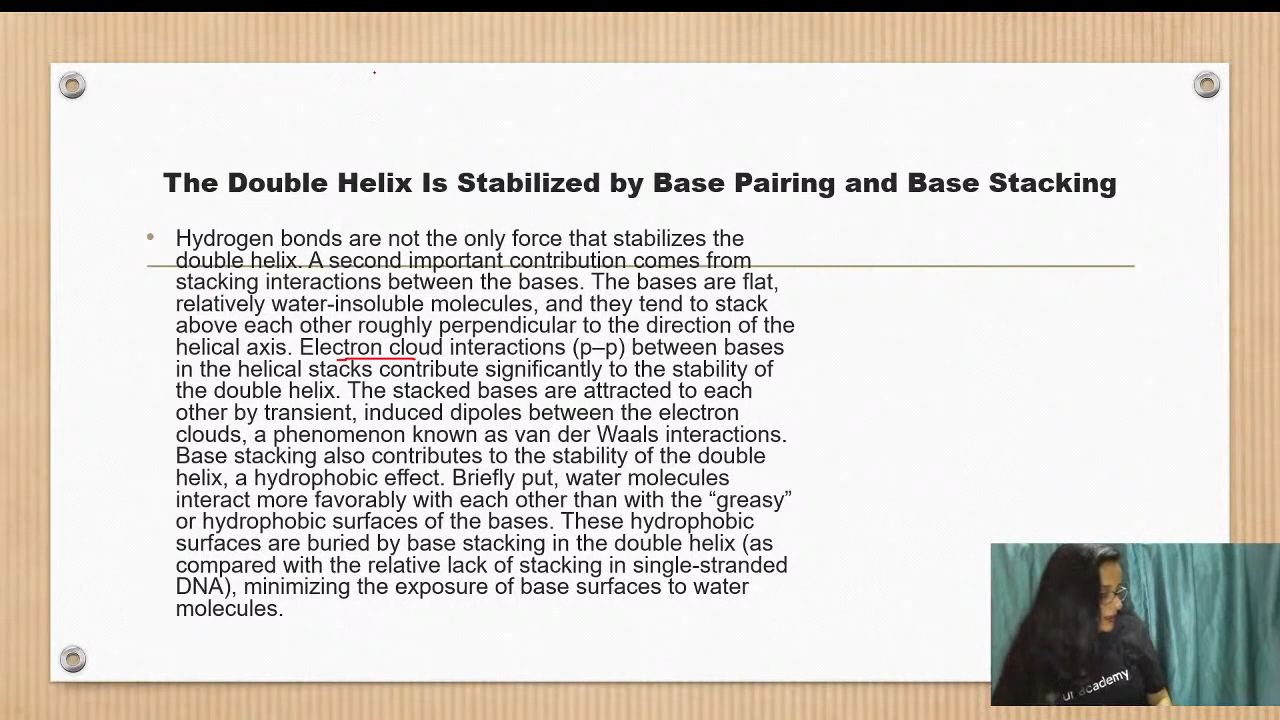 The Double Helix Is Stabilized by Base Pairing and Base Stacking
• Hydrogen bonds are not the only force that stabilizes the
double helix. A second important contribution comes from
stacking interactions between the bases. The bases are flat,
relatively water-insoluble molecules, and they tend to stack
above each other roughly perpendicular to the direction of the
helical axis. Electron cloud interactions (p–p) between bases
in the helical stacks contribute significantly to the stability of
the double helix. The stacked bases are attracted to each
other by transient, induced dipoles between the electron
clouds, a phenomenon known as van der Waals interactions.
Base stacking also contributes to the stability of the double
helix, a hydrophobic effect. Briefly put, water molecules
interact more favorably with each other than with the “greasy”
or hydrophobic surfaces of the bases. These hydrophobic
surfaces are buried by base stacking in the double helix (as
compared with the relative lack of stacking in single-stranded
DNA), minimizing the exposure of base surfaces to water
molecules.